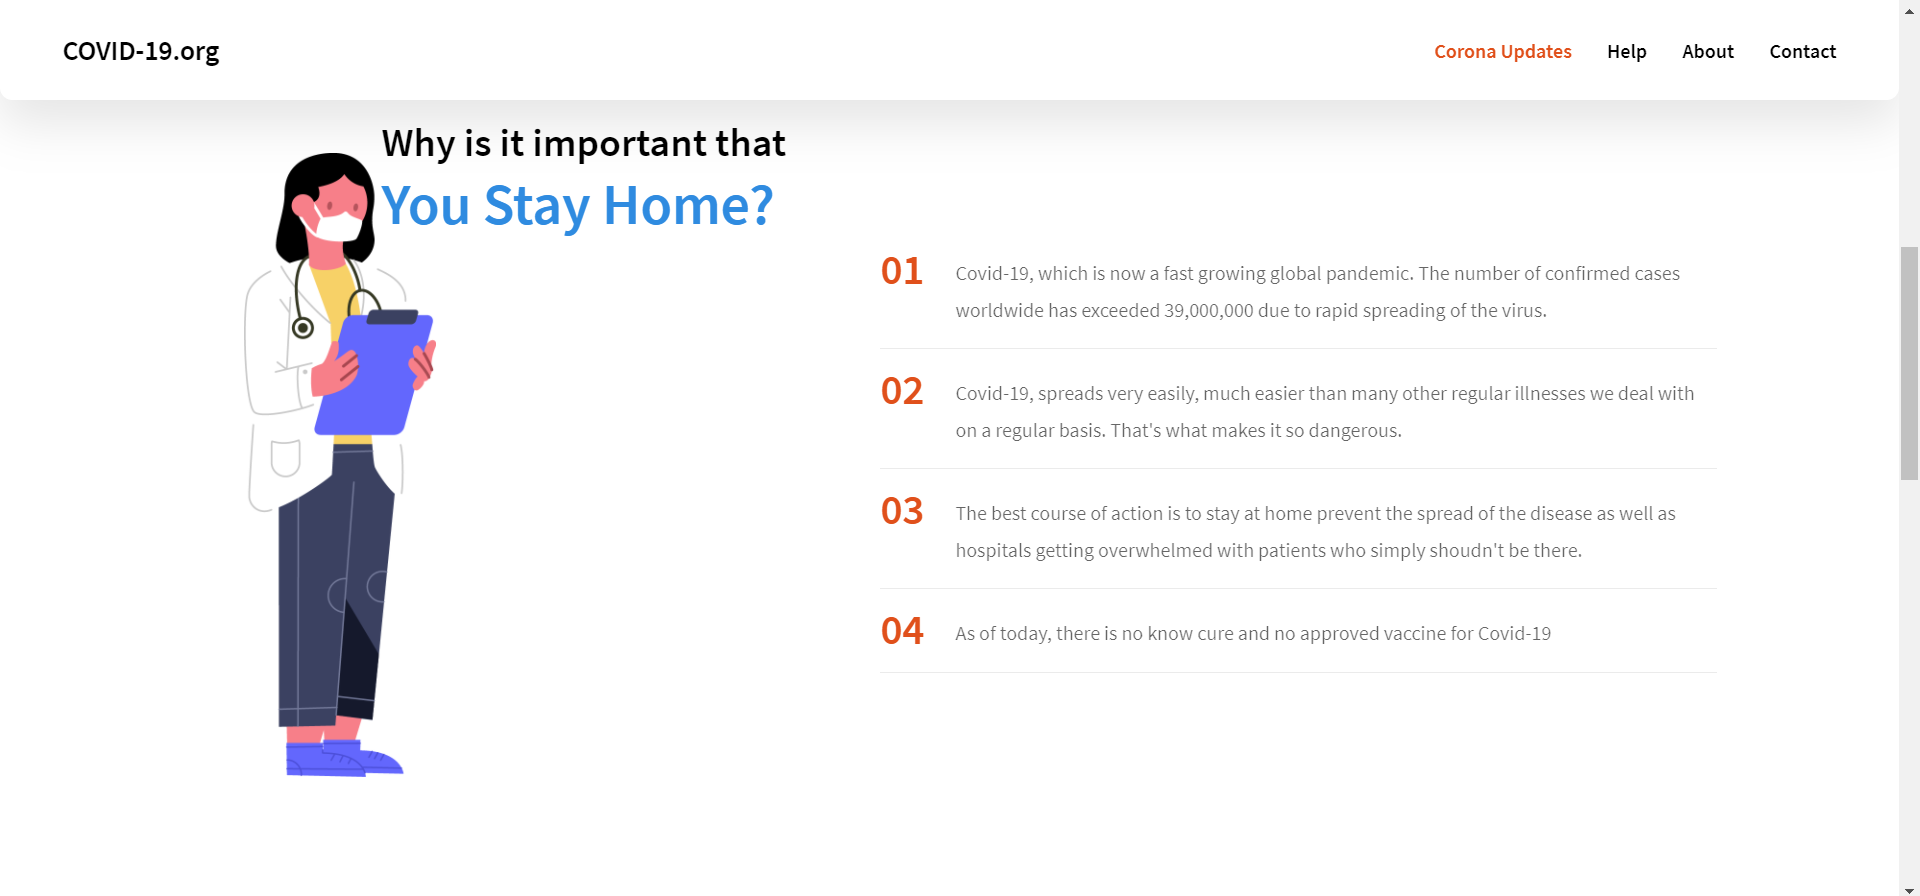 COVID-19.org
Corona Updates Help About Contact
Why is it important that
You Stay Home?
01 Covid-19, which is now a fast growing global pandemic. The number of confirmed cases
worldwide has exceeded 39,000,000 due to rapid spreading of the virus.
02 Covid-19, spreads very easily, much easier than many other regular illnesses we deal with
on a regular basis. That's what makes it so dangerous.
03 The best course of action is to stay at home prevent the spread of the disease as well as
hospitals getting overwhelmed with patients who simply shoudn't be there.
04 As of today, there is no know cure and no approved vaccine for Covid-19